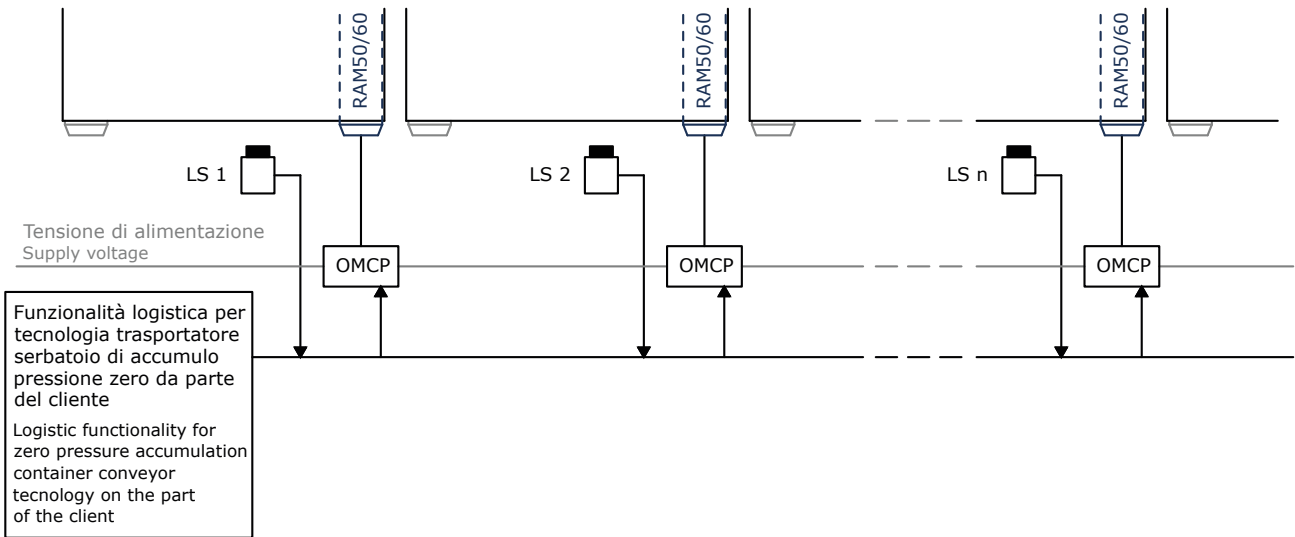 RAM50/60
RAM50/60
RAM50/60
LS 1
LS 2
LS n
Tensione di alimentazione
Supply voltage
OMCP
OMCP
OMCP
Funzionalità logistica per
tecnologia trasportatore
serbatoio di accumulo
pressione zero da parte
del cliente
Logistic functionality for
zero pressure accumulation
container conveyor
tecnology on the part
of the client